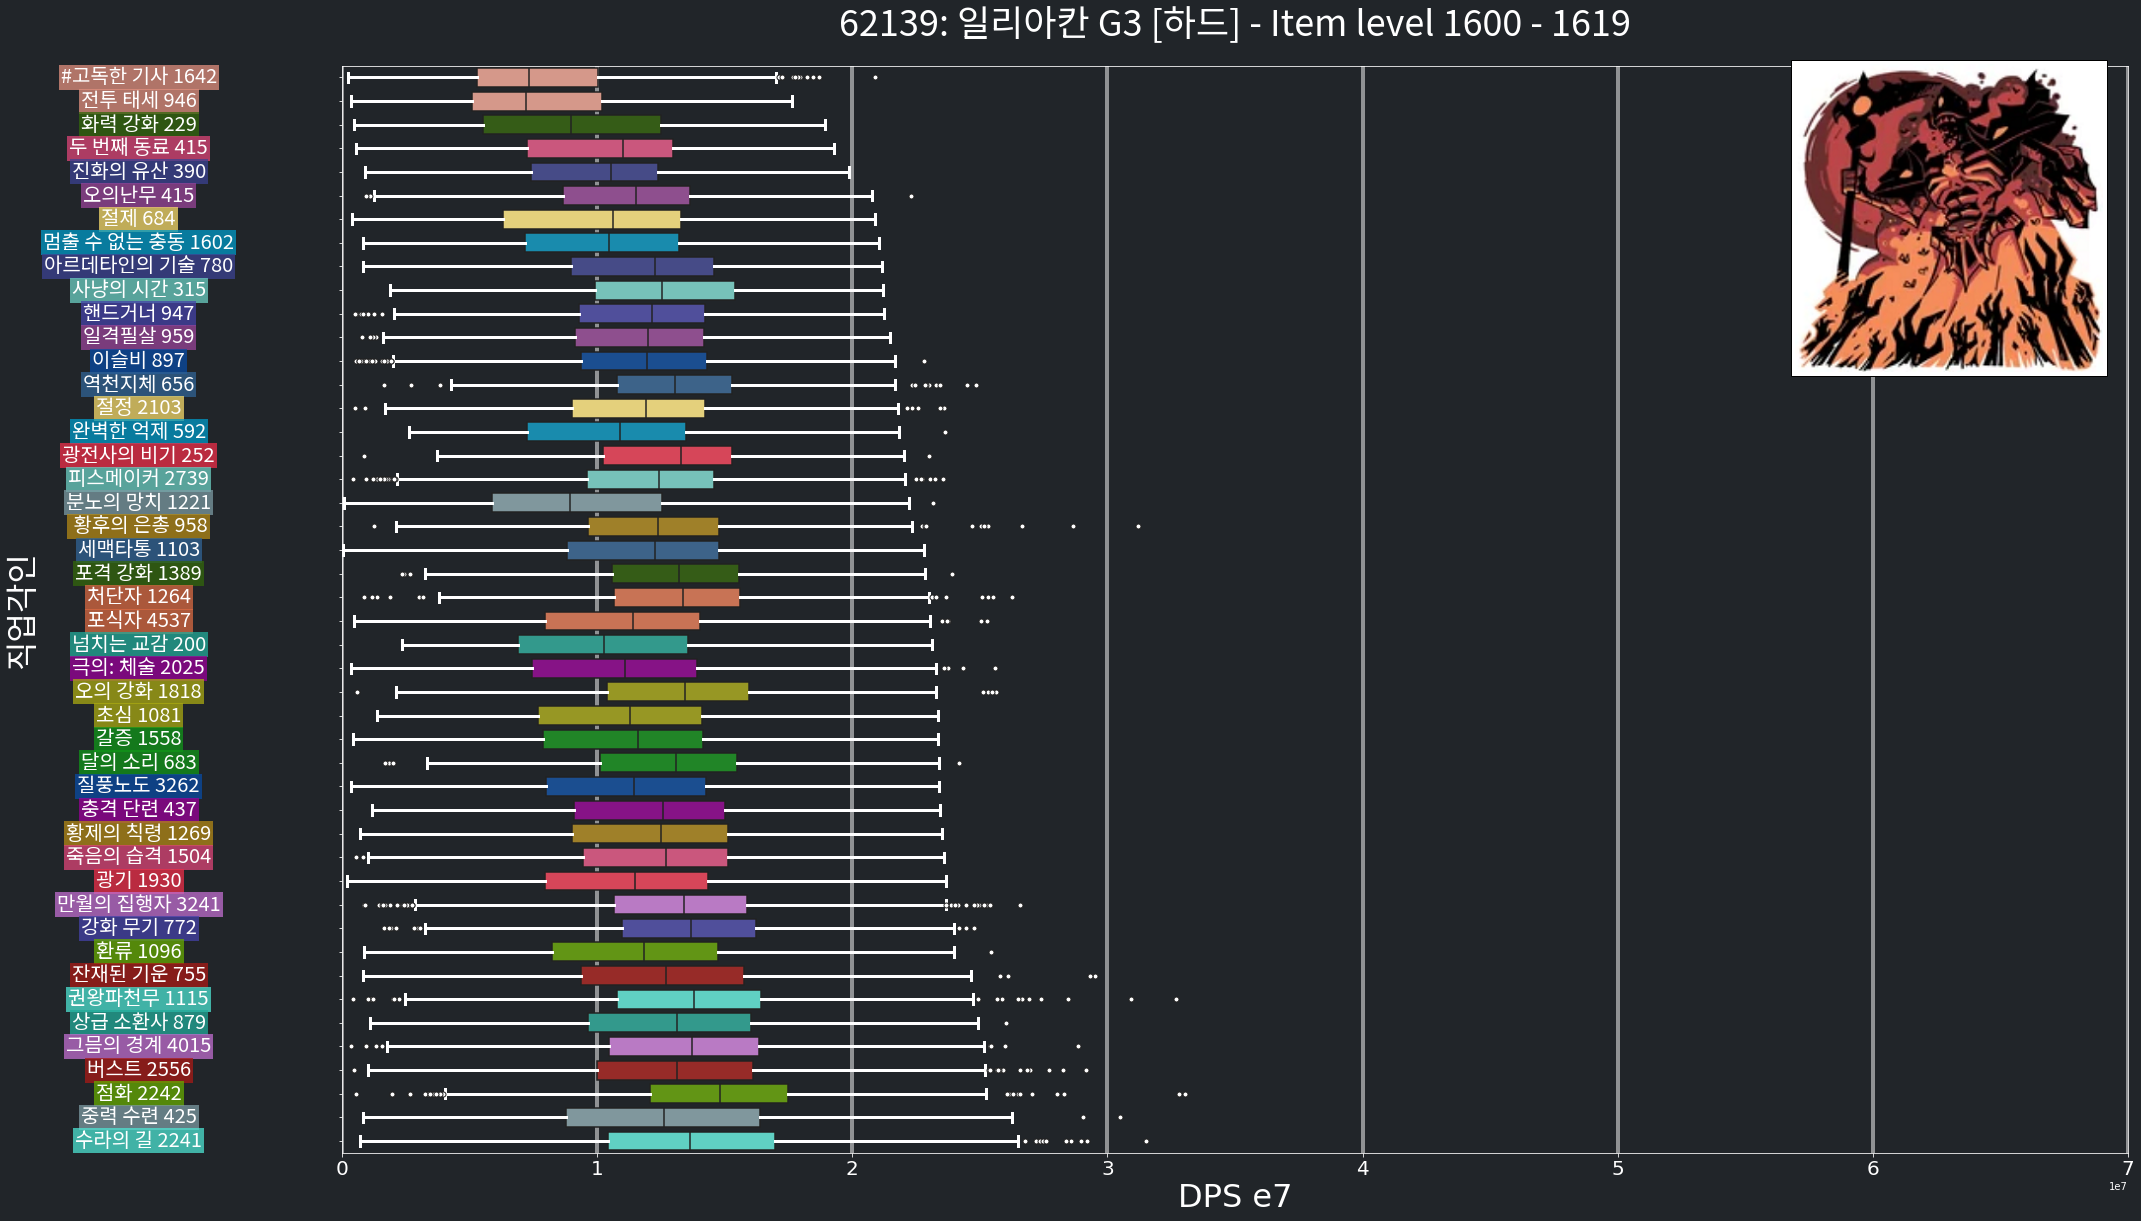 62139: 일리아칸 G3 [하드] - Item level 1600 - 1619
#고독한 기사 1642
전투 태세 946
화력 강화 229
두 번째 동료 415
진화의 유산 390
오의난무 415
절제 684
멈출 수 없는 충동 1602
아르데타인의 기술 780
사냥의 시간 315
핸드거너 947
일격필살 959
이슬비 897
역천지체 656
절정 2103
완벽한 억제 592
광전사의 비기 252
피스메이커 2739
분노의 망치 1221
황후의 은총 958
세맥타통 1103
포격 강화 1389
처단자 1264
포식자 4537
넘치는 교감 200
극의: 체술 2025
오의 강화 1818
초심 1081
갈증 1558
달의 소리 683
질풍노도 3262
충격 단련 437
황제의 칙령 1269
죽음의 습격 1504
광기 1930
만월의 집행자 3241
강화 무기 772
환류 1096
잔재된 기운 755
권왕파천무 1115
상급 소환사 879
그믐의 경계 4015
버스트 2556
점화 2242
중력 수련 425
수라의 길 2241
직업각인
0 1 2 3 4 5 6 7
1e7
DPS e7